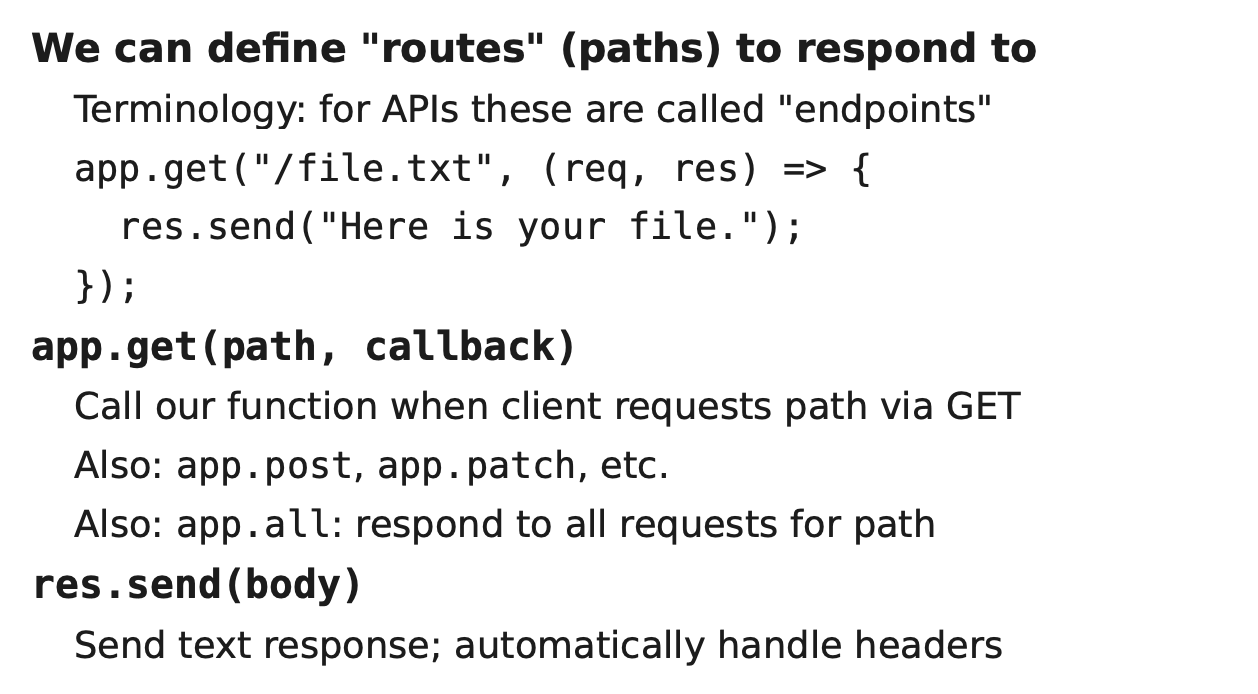 We can define "routes" (paths) to respond to
Terminology: for APIs these are called "endpoints"
app.get("/file.txt", (req, res) => {
  res.send("Here is your file.");
});
app.get(path, callback)
Call our function when client requests path via GET
Also: app.post, app.patch, etc.
Also: app.all: respond to all requests for path
res.send(body)
Send text response; automatically handle headers